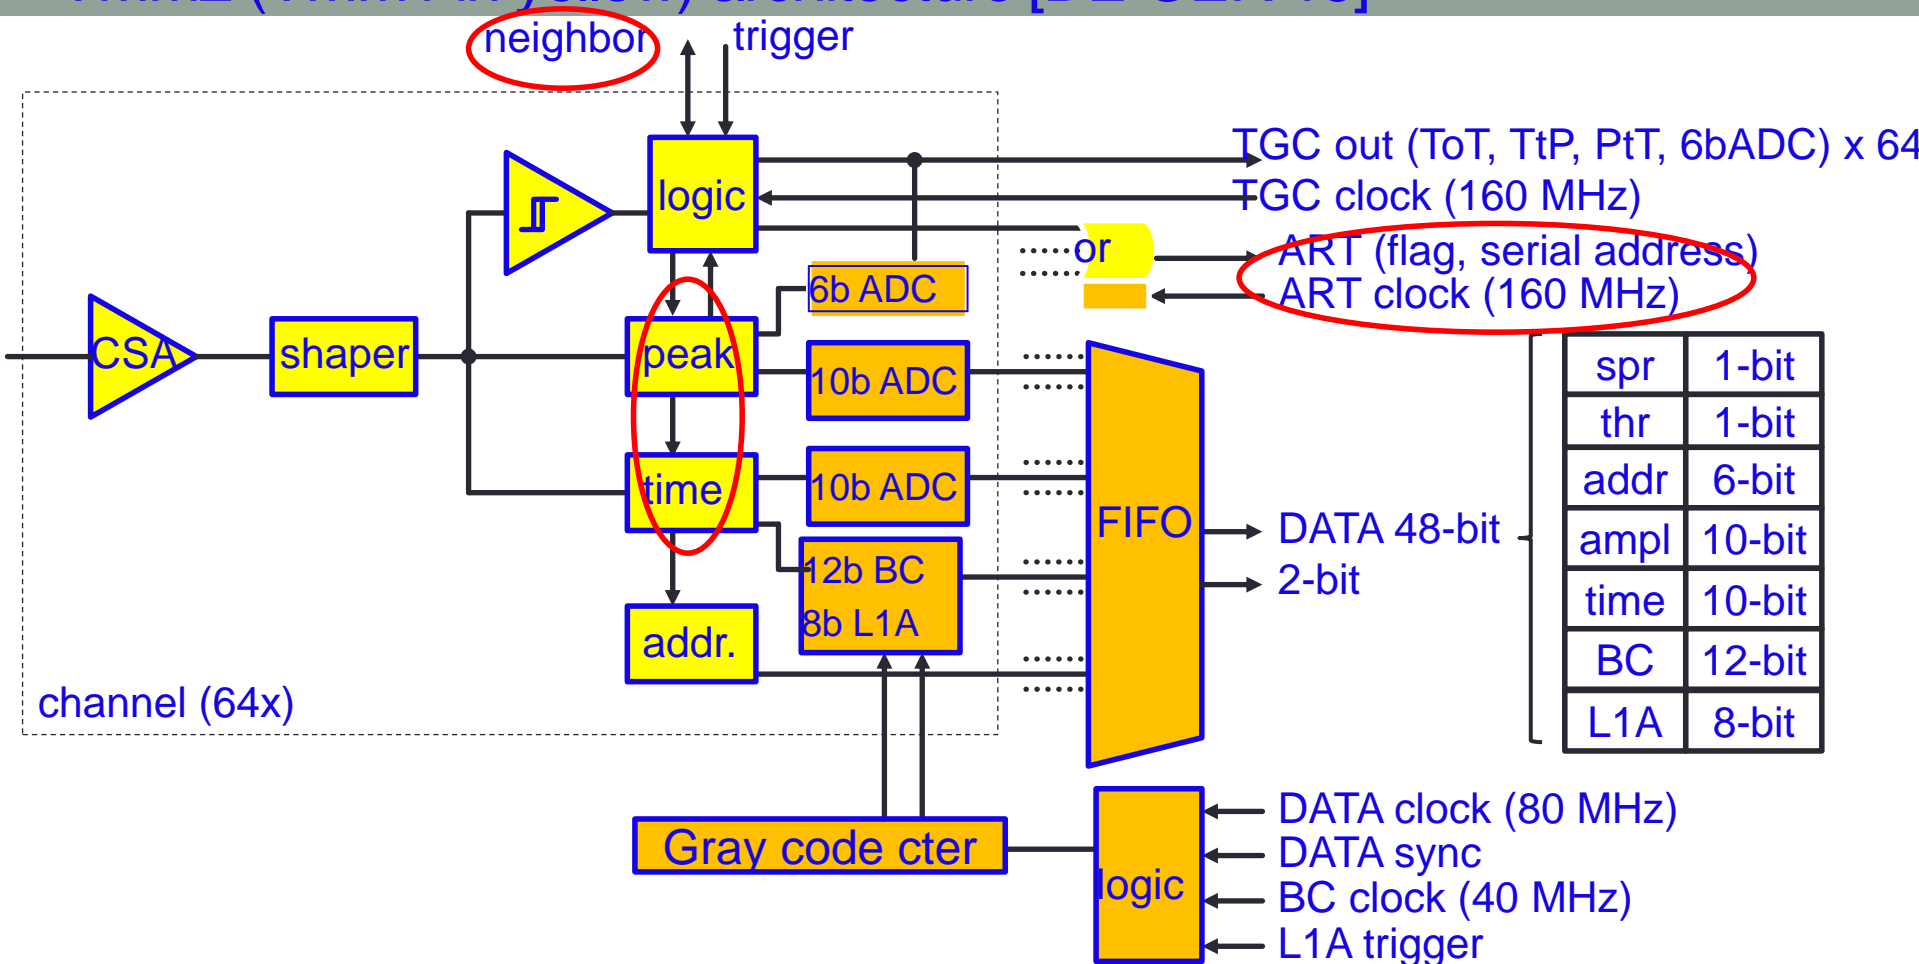 architecture [DE GER
neighbor
trigger
TGC out (ToT, TtP, PtT, 6bADC) x 64
logic
TGC clock (160 MHz)
or
ART (flag, serial address)
6b ADC
ART clock (160 MHz)
CSA
shaper
peak
10b ADC
spr 1-bit
thr 1-bit
time
10b ADC
addr 6-bit
FIFO
DATA 48-bit
ampl 10-bit
12b BC
2-bit
8b L1A
time 10-bit
addr.
BC 12-bit
channel (64x)
L1A 8-bit
Gray code cter
logic
DATA clock (80 MHz)
DATA sync
BC clock (40 MHz)
L1A trigger